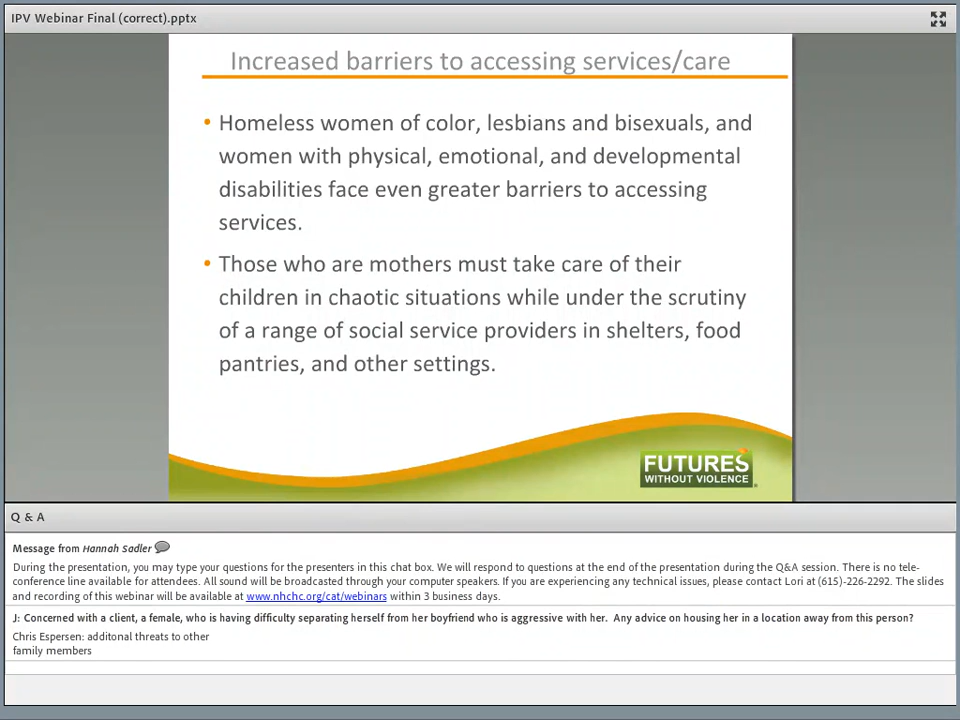 IPV Webinar Final (correct).pptx
Increased barriers to accessing services/care
• Homeless women of color, lesbians and bisexuals, and
women with physical, emotional, and developmental
disabilities face even greater barriers to accessing
services.
• Those who are mothers must take care of their
children in chaotic situations while under the scrutiny
of a range of social service providers in shelters, food
pantries, and other settings.
FUTURES
WITHOUT VIOLENCE
Q & A
Message from Hannah Sadler
During the presentation, you may type your questions for the presenters in this chat box. We will respond to questions at the end of the presentation during the Q&A session. There is no tele-
conference line available for attendees. All sound will be broadcasted through your computer speakers. If you are experiencing any technical issues, please contact Lori at (615)-226-2292. The slides
and recording of this webinar will be available at www.nhchc.org/cat/webinars within 3 business days.
J: Concerned with a client, a female, who is having difficulty separating herself from her boyfriend who is aggressive with her. Any advice on housing her in a location away from this person?
Chris Espersen: additonal threats to other
family members